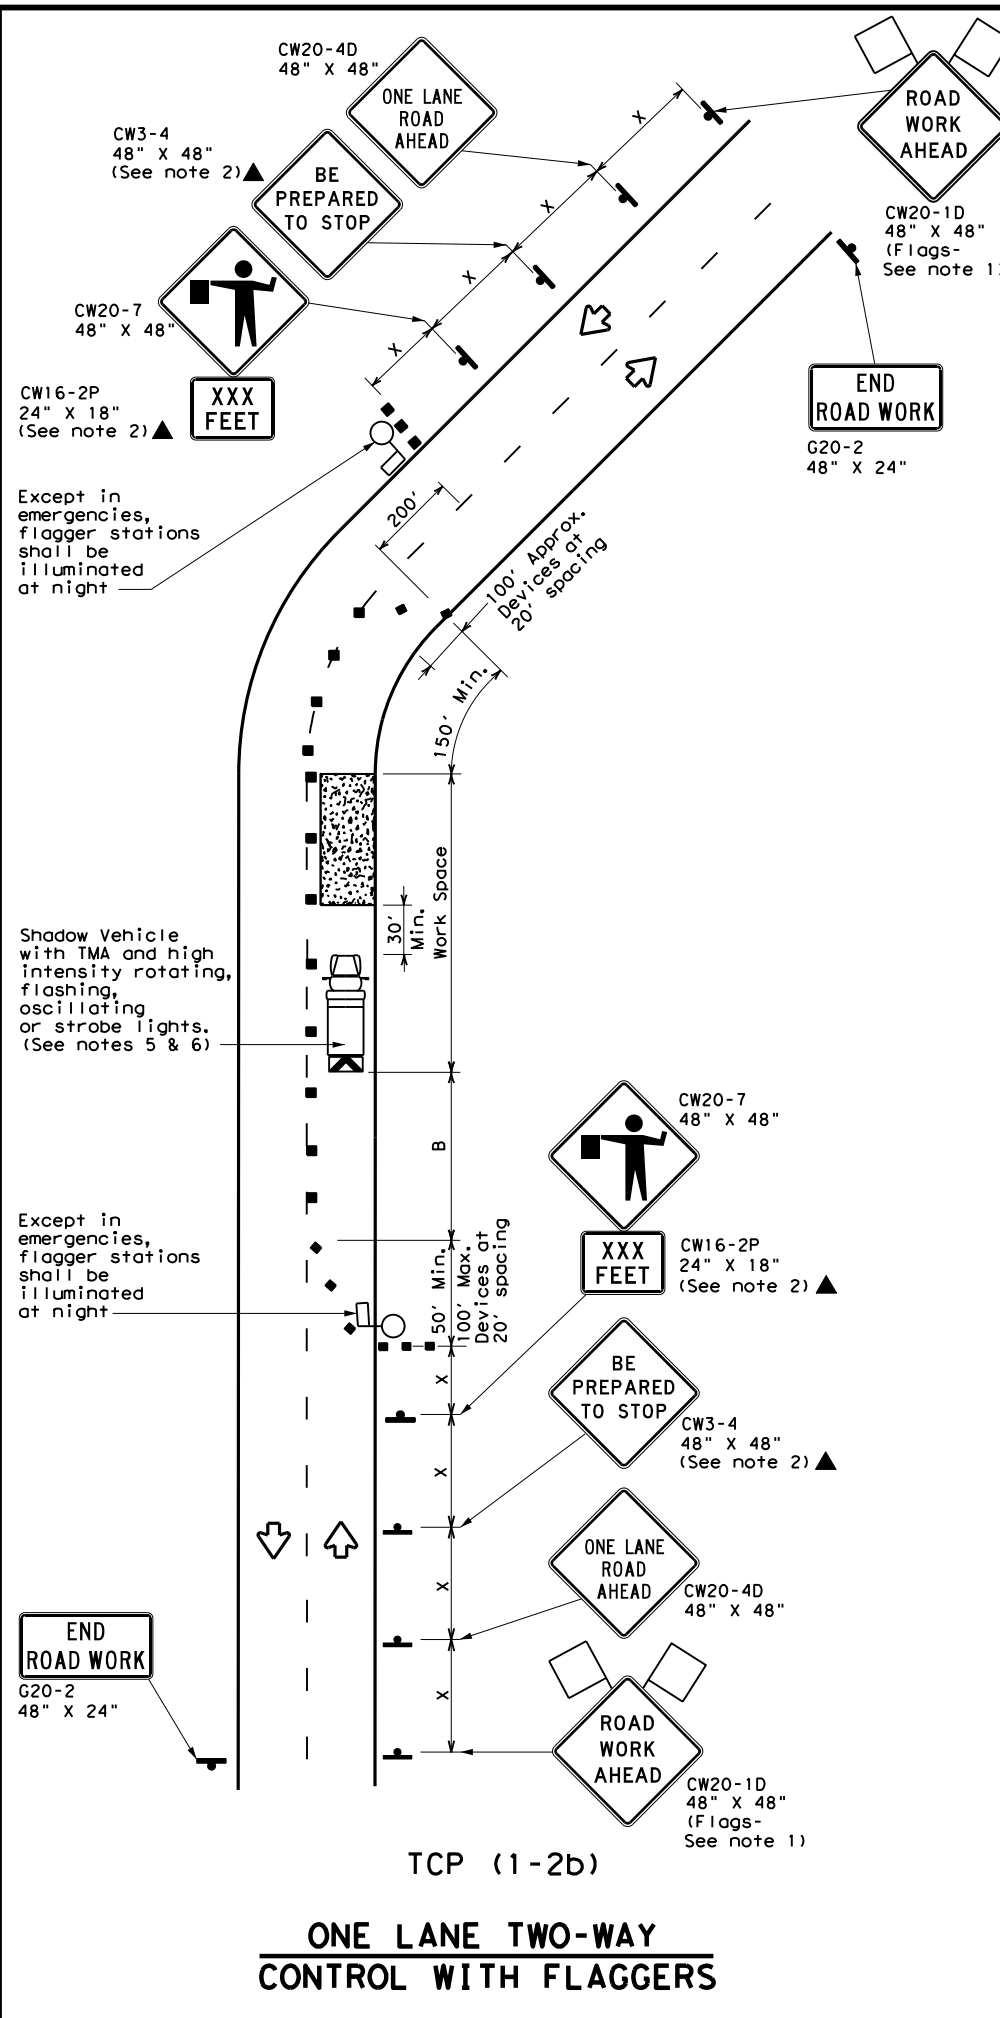 CW20-4D
48" X 48"
ONE LANE
ROAD
AHEAD
ROAD
WORK
AHEAD
CW3-4
48" X 48"
(See note 2)
BE
PREPARED
TO STOP
X
X
X
X
CW20-1D
48" X 48"
(Flags-
See note 1)
CW20-7
48" X 48"
CW16-2P
24" X 18"
(See note 2)
XXX
FEET
END
ROAD WORK
G20-2
48" X 24"
Except in
emergencies,
flagger stations
shall be
illuminated
at night
200'
100' Approx.
Devices at
20' spacing
150' Min.
Work Space
30'
Min.
Shadow Vehicle
with TMA and high
intensity rotating,
flashing,
oscillating
or strobe lights.
(See notes 5 & 6)
B
CW20-7
48" X 48"
Except in
emergencies,
flagger stations
shall be
illuminated
at night
50' Min.
100' Max.
Devices at
20' spacing
XXX
FEET
CW16-2P
24" X 18"
(See note 2)
X
BE
PREPARED
TO STOP
CW3-4
48" X 48"
(See note 2)
X
ONE LANE
ROAD
AHEAD
CW20-4D
48" X 48"
X
END
ROAD WORK
G20-2
48" X 24"
X
ROAD
WORK
AHEAD
CW20-1D
48" X 48"
(Flags-
See note 1)
TCP (1-2b)
ONE LANE TWO-WAY
CONTROL WITH FLAGGERS